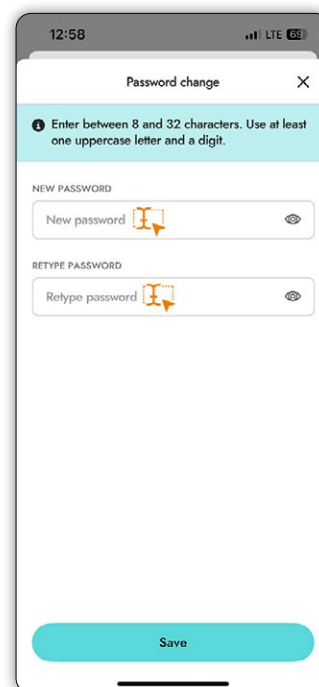 12:58 LTE 69
Password change
Enter between 8 and 32 characters. Use at least
one uppercase letter and a digit.
NEW PASSWORD
New password
RETYPE PASSWORD
Retype password
Save